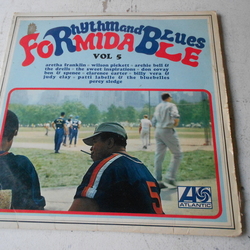 Rhythm and Blues
FORMIDABLE
VOL 5
aretha franklin - wilson pickett - archie bell &
the drells - the sweet inspirations - don covay
ben & spence - clarence carter - billy vera &
judy clay - patti labelle & the bluebelles
percy sledge
5
ATLANTIC